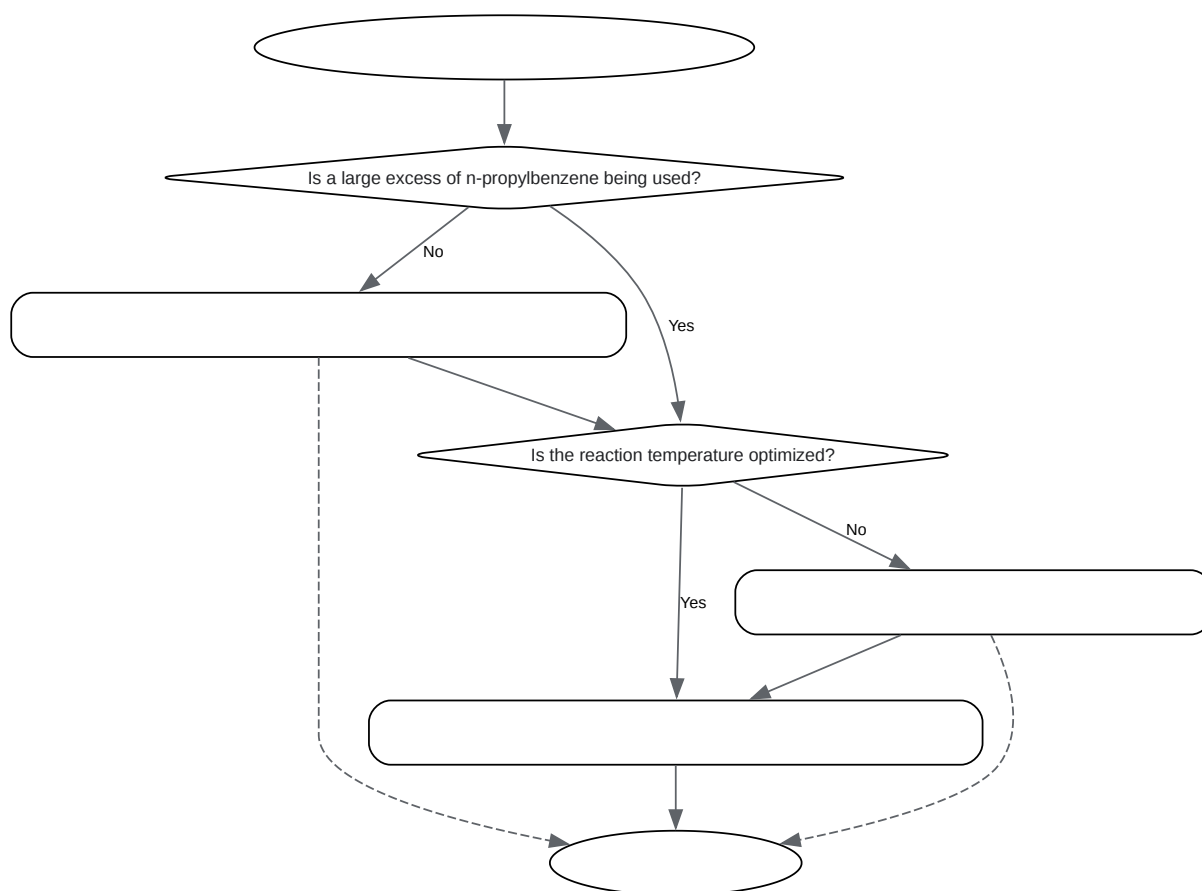 Is a large excess of n-propylbenzene being used?
No
Yes
Is the reaction temperature optimized?
No
Yes